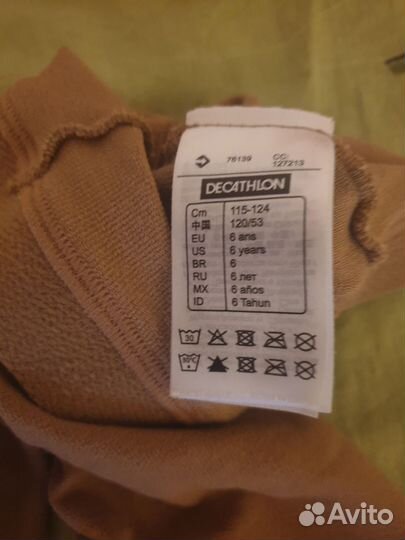 76139 CC: 127213
DECATHLON
Cm 115-124
中国 120/53
EU 6 ans
US 6 years
BR 6
RU 6 лет
MX 6 años
ID 6 Tahun
30
30°C
Avito